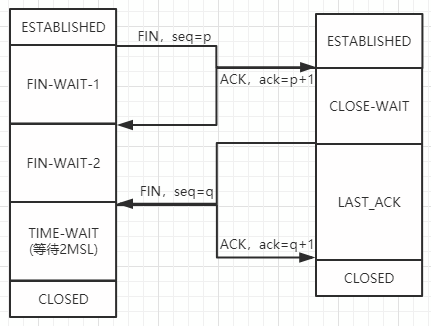 ESTABLISHED
FIN, seq=p
ESTABLISHED
FIN-WAIT-1
ACK, ack=p+1
CLOSE-WAIT
FIN-WAIT-2
FIN, seq=q
LAST_ACK
TIME-WAIT
(等待2MSL)
ACK, ack=q+1
CLOSED
CLOSED